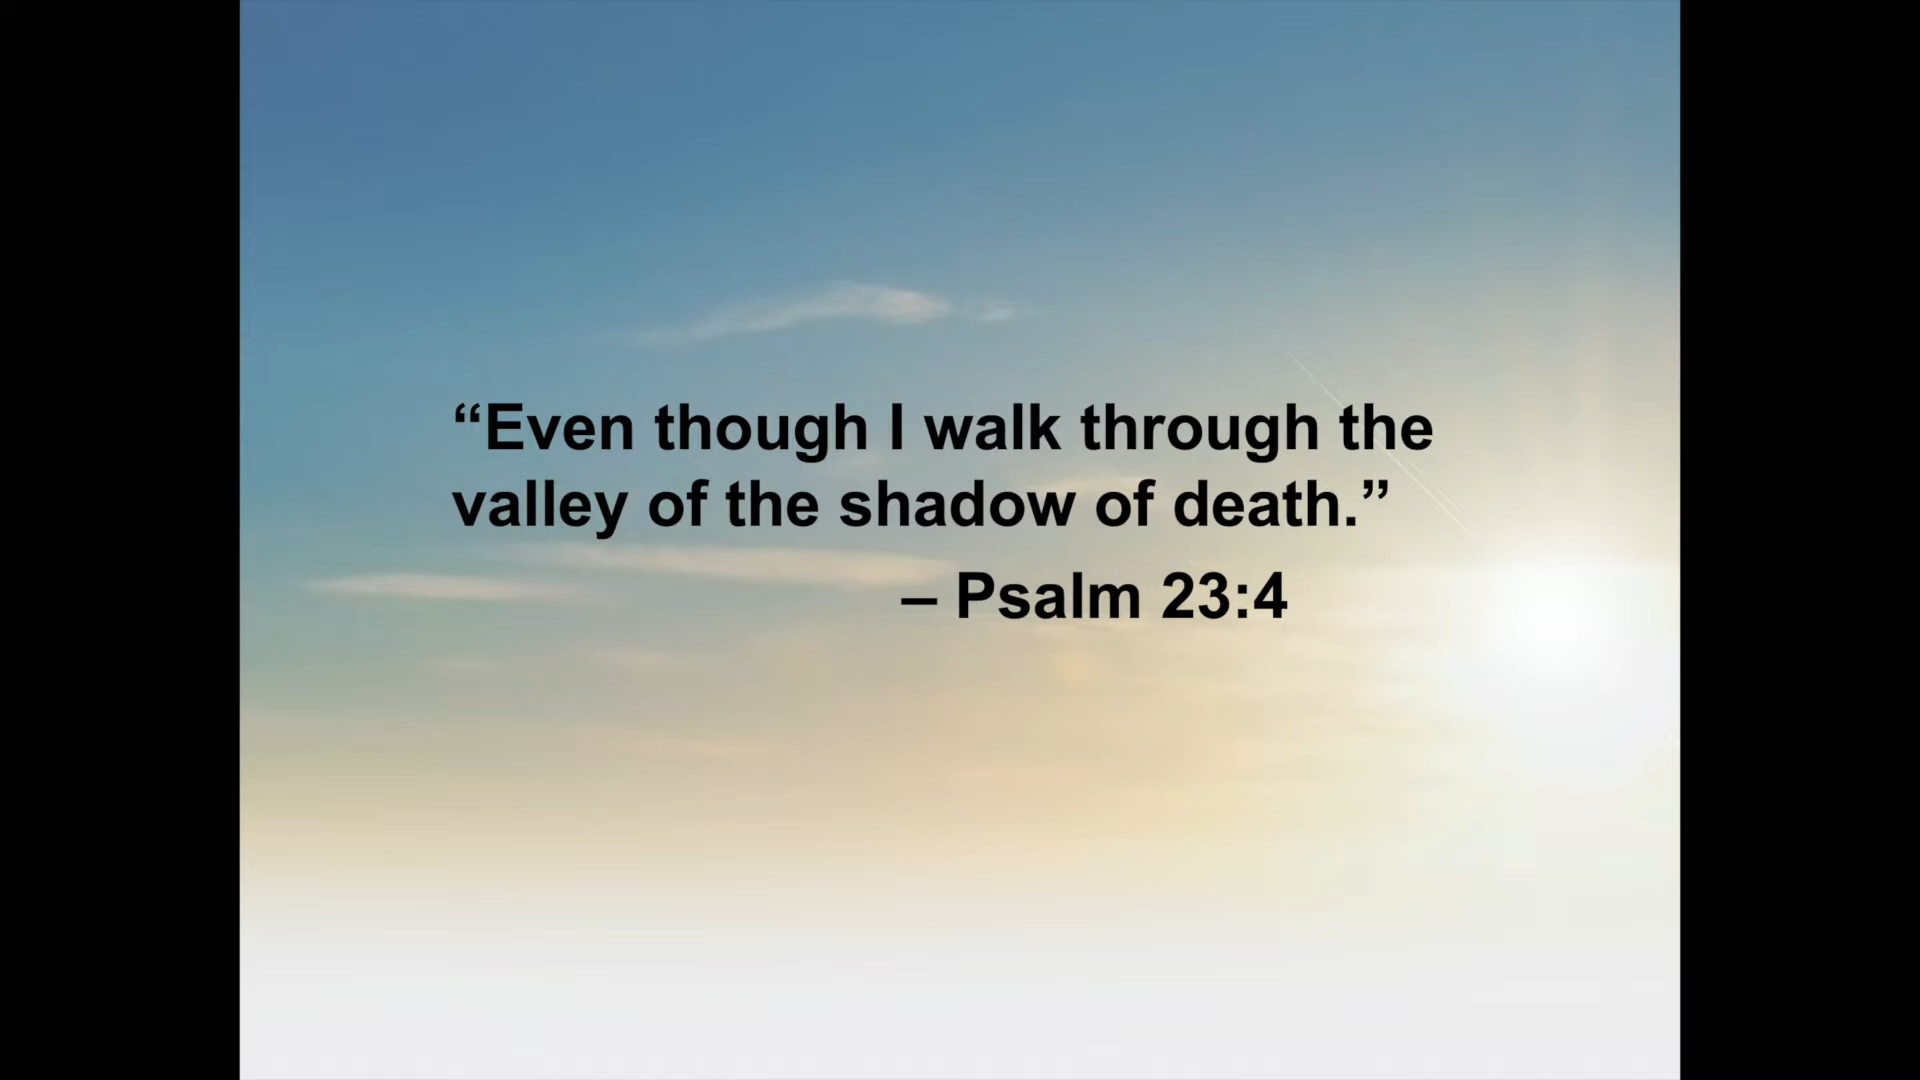 “Even though I walk through the
valley of the shadow of death.”
– Psalm 23:4